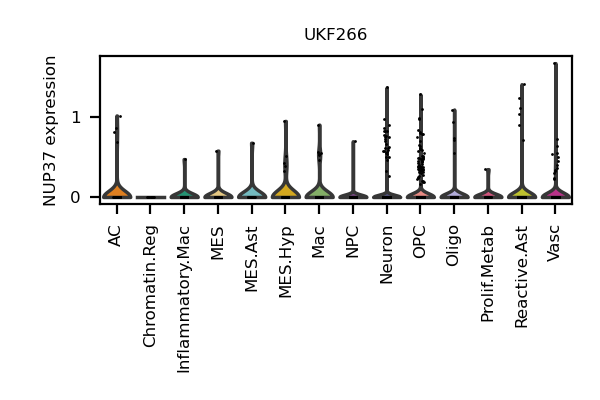 UKF266
NUP37 expression
1
0
AC
Chromatin.Reg
Inflammatory.Mac
MES
MES.Ast
MES.Hyp
Mac
NPC
Neuron
OPC
Oligo
Prolif.Metab
Reactive.Ast
Vasc